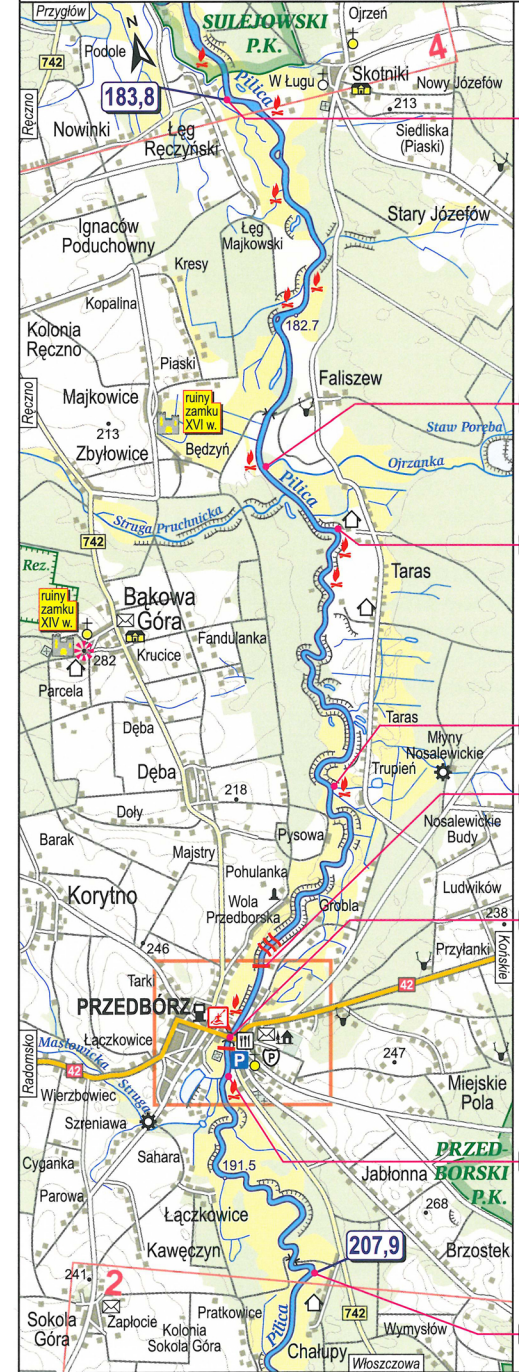 Przygłów
SULEJOWSKI
P.K.
Ojrzeń
N
Podole
4
742
W Ługu
Skotniki
183,8
Pilica
Nowy Józefów
213
Ręczno
Nowinki
Łęg
Ręczyński
Siedliska
(Piaski)
Ignaców
Poduchowny
Łęg
Majkowski
Stary Józefów
Kresy
Kopalina
182.7
Kolonia
Ręczno
Piaski
Faliszew
Ręczno
Majkowice
ruiny
zamku
XVI w.
213
Zbyłowice
Będzyń
Staw Poręba
Ojrzanka
Pilica
Struga Pruchnicka
742
Rez.
Taras
ruiny
zamku
XIV w.
Bąkowa
Góra
282
Krucice
Fandulanka
Parcela
Dęba
Taras
Młyny
Nosalewickie
Dęba
Trupień
218
Doły
Nosalewickie
Budy
Barak
Majstry
Pysowa
Pohulanka
Ludwików
Korytno
Wola
Przedborska
Grobla
238
246
Przyłanki
Końskie
Tark
42
PRZEDBÓRZ
Łączkowice
P
P
247
Radomsko
Masłowicka
Struga
42
Wierzbowiec
Miejskie
Pola
Szreniawa
Sahara
PRZED-
BORSKI
P.K.
Cyganka
191.5
Jabłonna
Parowa
Łączkowice
268
Kawęczyn
207,9
Brzostek
241
2
Sokola
Góra
Zapłocie
Pratkowice
742
Wymysłów
Kolonia
Sokola Góra
Pilica
Chałupy
Włoszczowa